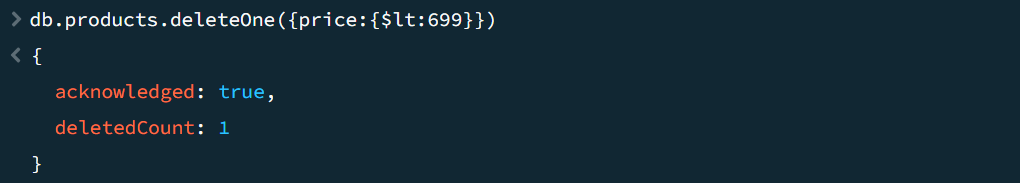 > db.products.deleteOne({price:{$lt:699}})
< {
acknowledged: true,
deletedCount: 1
}